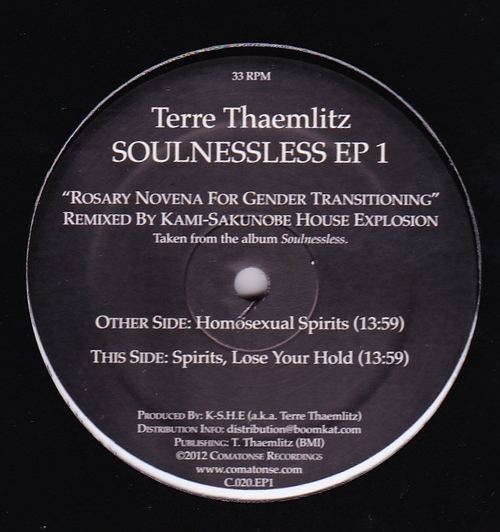 33 RPM
Terre Thaemlitz
SOULNESSLESS EP 1
“ROSARY NOVENA FOR GENDER TRANSITIONING”
REMIXED BY KAMI-SAKUNOBE HOUSE EXPLOSION
Taken from the album Soulnessless.
OTHER SIDE: Homosexual Spirits (13:59)
THIS SIDE: Spirits, Lose Your Hold (13:59)
PRODUCED BY: K-S.H.E (a.k.a. Terre Thaemlitz)
DISTRIBUTION INFO: distribution@boomkat.com
PUBLISHING: T. Thaemlitz (BMI)
©2012 COMATONSE RECORDINGS
www.comatonse.com
C.020.EP1